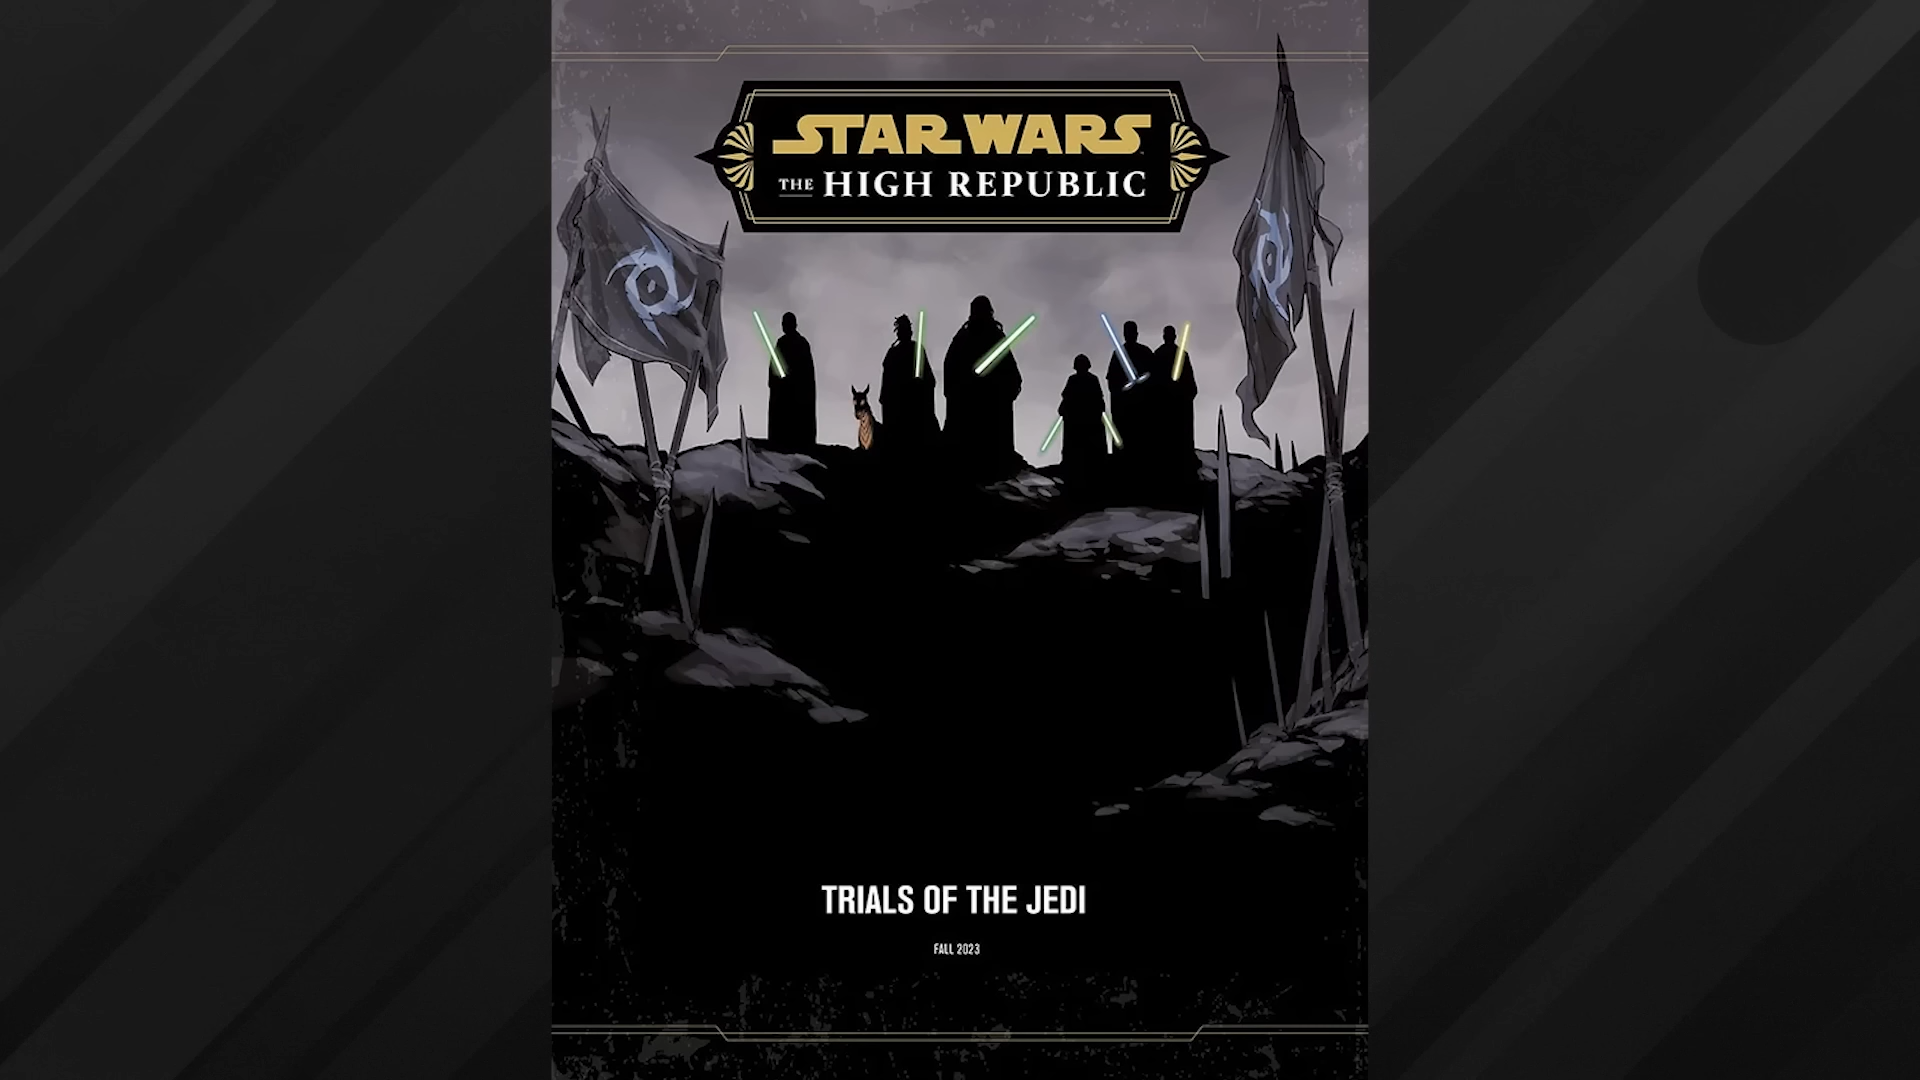 STAR WARS
THE HIGH REPUBLIC
TRIALS OF THE JEDI
FALL 2023